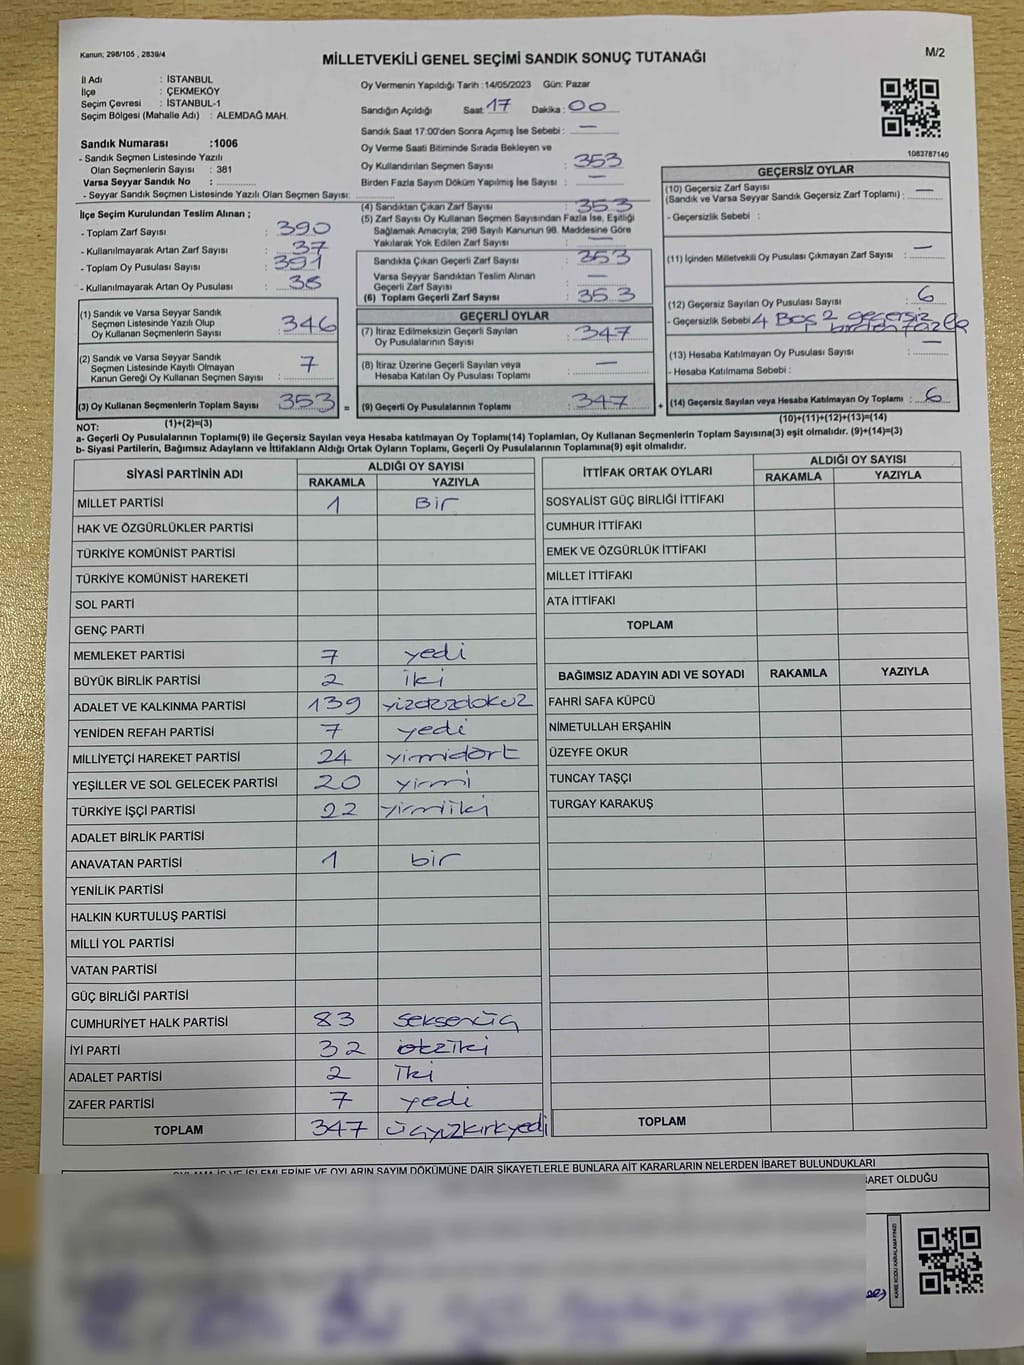 Kanun; 298/105 , 2839/4
MİLLETVEKİLİ GENEL SEÇİMİ SANDIK SONUÇ TUTANAĞI
M/2
İl Adı : İSTANBUL
İlçe : ÇEKMEKÖY
Seçim Çevresi : İSTANBUL-1
Seçim Bölgesi (Mahalle Adı) : ALEMDAĞ MAH.
Sandık Numarası :1006
- Sandık Seçmen Listesinde Yazılı
Olan Seçmenlerin Sayısı : 381
Varsa Seyyar Sandık No :
- Seyyar Sandık Seçmen Listesinde Yazılı Olan Seçmen Sayısı:
İlçe Seçim Kurulundan Teslim Alınan ;
- Toplam Zarf Sayısı : 390
- Kullanılmayarak Artan Zarf Sayısı : 37
- Toplam Oy Pusulası Sayısı : 391
- Kullanılmayarak Artan Oy Pusulası : 38
Oy Vermenin Yapıldığı Tarih :14/05/2023 Gün: Pazar
Sandığın Açıldığı Saat: 17 Dakika : 00
Sandık Saat 17:00'den Sonra Açımış İse Sebebi : —
Oy Verme Saati Bitiminde Sırada Bekleyen ve
Oy Kullandırılan Seçmen Sayısı : 353
Birden Fazla Sayım Döküm Yapılmış İse Sayısı : —
(4) Sandıktan Çıkan Zarf Sayısı : 353
(5) Zarf Sayısı Oy Kullanan Seçmen Sayısından Fazla İse, Eşitliği
Sağlamak Amacıyla; 298 Sayılı Kanunun 98. Maddesine Göre
Yakılarak Yok Edilen Zarf Sayısı : —
Sandıkta Çıkan Geçerli Zarf Sayısı : 353
Varsa Seyyar Sandıktan Teslim Alınan
Geçerli Zarf Sayısı : —
(6) Toplam Geçerli Zarf Sayısı : 353
1083787140
GEÇERSİZ OYLAR
(10) Geçersiz Zarf Sayısı
(Sandık ve Varsa Seyyar Sandık Geçersiz Zarf Toplamı) : —
- Geçersizlik Sebebi :
(11) İçinden Milletvekili Oy Pusulası Çıkmayan Zarf Sayısı : —
(12) Geçersiz Sayılan Oy Pusulası Sayısı : 6
- Geçersizlik Sebebi 4 Boş 2 geçersiz
birden fazla
(13) Hesaba Katılmayan Oy Pusulası Sayısı : —
- Hesaba Katılmama Sebebi :
(14) Geçersiz Sayılan veya Hesaba Katılmayan Oy Toplamı : 6
(10)+(11)+(12)+(13)=(14)
(1) Sandık ve Varsa Seyyar Sandık
Seçmen Listesinde Yazılı Olup
Oy Kullanan Seçmenlerin Sayısı : 346
(2) Sandık ve Varsa Seyyar Sandık
Seçmen Listesinde Kayıtlı Olmayan
Kanun Gereği Oy Kullanan Seçmen Sayısı : 7
(3) Oy Kullanan Seçmenlerin Toplam Sayısı : 353 =
(1)+(2)=(3)
GEÇERLİ OYLAR
(7) İtiraz Edilmeksizin Geçerli Sayılan
Oy Pusulalarının Sayısı : 347
(8) İtiraz Üzerine Geçerli Sayılan veya
Hesaba Katılan Oy Pusulası Toplamı : —
(9) Geçerli Oy Pusulalarının Toplamı : 347 +
NOT:
a- Geçerli Oy Pusulalarının Toplamı(9) ile Geçersiz Sayılan veya Hesaba katılmayan Oy Toplamı(14) Toplamları, Oy Kullanan Seçmenlerin Toplam Sayısına(3) eşit olmalıdır. (9)+(14)=(3)
b- Siyasi Partilerin, Bağımsız Adayların ve İttifakların Aldığı Ortak Oyların Toplamı, Geçerli Oy Pusulalarının Toplamına(9) eşit olmalıdır.
SİYASİ PARTİNİN ADI ALDIĞI OY SAYISI
RAKAMLA YAZIYLA
MİLLET PARTİSİ 1 Bir
HAK VE ÖZGÜRLÜKLER PARTİSİ
TÜRKİYE KOMÜNİST PARTİSİ
TÜRKİYE KOMÜNİST HAREKETİ
SOL PARTİ
GENÇ PARTİ
MEMLEKET PARTİSİ 7 yedi
BÜYÜK BİRLİK PARTİSİ 2 iki
ADALET VE KALKINMA PARTİSİ 139
YENİDEN REFAH PARTİSİ 7 yedi
MİLLİYETÇİ HAREKET PARTİSİ 24 yirmidört
YEŞİLLER VE SOL GELECEK PARTİSİ 20 yirmi
TÜRKİYE İŞÇİ PARTİSİ 22 yirmiiki
ADALET BİRLİK PARTİSİ
ANAVATAN PARTİSİ 1 bir
YENİLİK PARTİSİ
HALKIN KURTULUŞ PARTİSİ
MİLLİ YOL PARTİSİ
VATAN PARTİSİ
GÜÇ BİRLİĞİ PARTİSİ
CUMHURİYET HALK PARTİSİ 83 seksenüç
İYİ PARTİ 32 otziki
ADALET PARTİSİ 2 iki
ZAFER PARTİSİ 7 yedi
TOPLAM 347 üçyüzkırkyedi
İTTİFAK ORTAK OYLARI ALDIĞI OY SAYISI
RAKAMLA YAZIYLA
SOSYALİST GÜÇ BİRLİĞİ İTTİFAKI
CUMHUR İTTİFAKI
EMEK VE ÖZGÜRLÜK İTTİFAKI
MİLLET İTTİFAKI
ATA İTTİFAKI
TOPLAM
BAĞIMSIZ ADAYIN ADI VE SOYADI RAKAMLA YAZIYLA
FAHRİ SAFA KÜPCÜ
NİMETULLAH ERŞAHİN
ÜZEYFE OKUR
TUNCAY TAŞÇI
TURGAY KARAKUŞ
TOPLAM
İŞ VE İŞLEMLERİNE VE OYLARIN SAYIM DÖKÜMÜNE DAİR ŞİKAYETLERLE BUNLARA AİT KARARLARIN NELERDEN İBARET BULUNDUKLARI
BARET OLDUĞU
KARE KODU KARALAMAYINIZ!